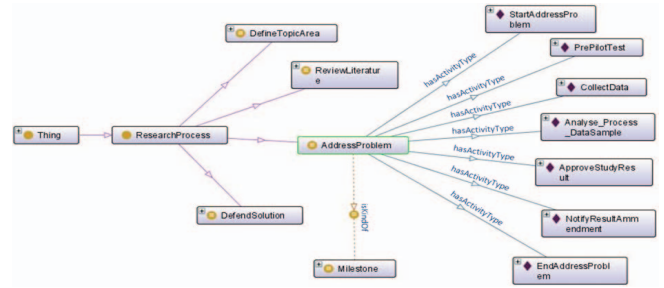 StartAddressPro
blem
DefineTopicArea
PrePilotTest
hasActivityType
ReviewLiteratur
e
hasActivityType
CollectData
hasActivityType
Analyse_Process
_DataSample
hasActivityType
Thing
ResearchProcess
AddressProblem
hasActivityType
ApproveStudyRes
ult
hasActivityType
isKindOf
DefendSolution
NotifyResultAmm
endment
hasActivityType
Milestone
EndAddressProbl
em